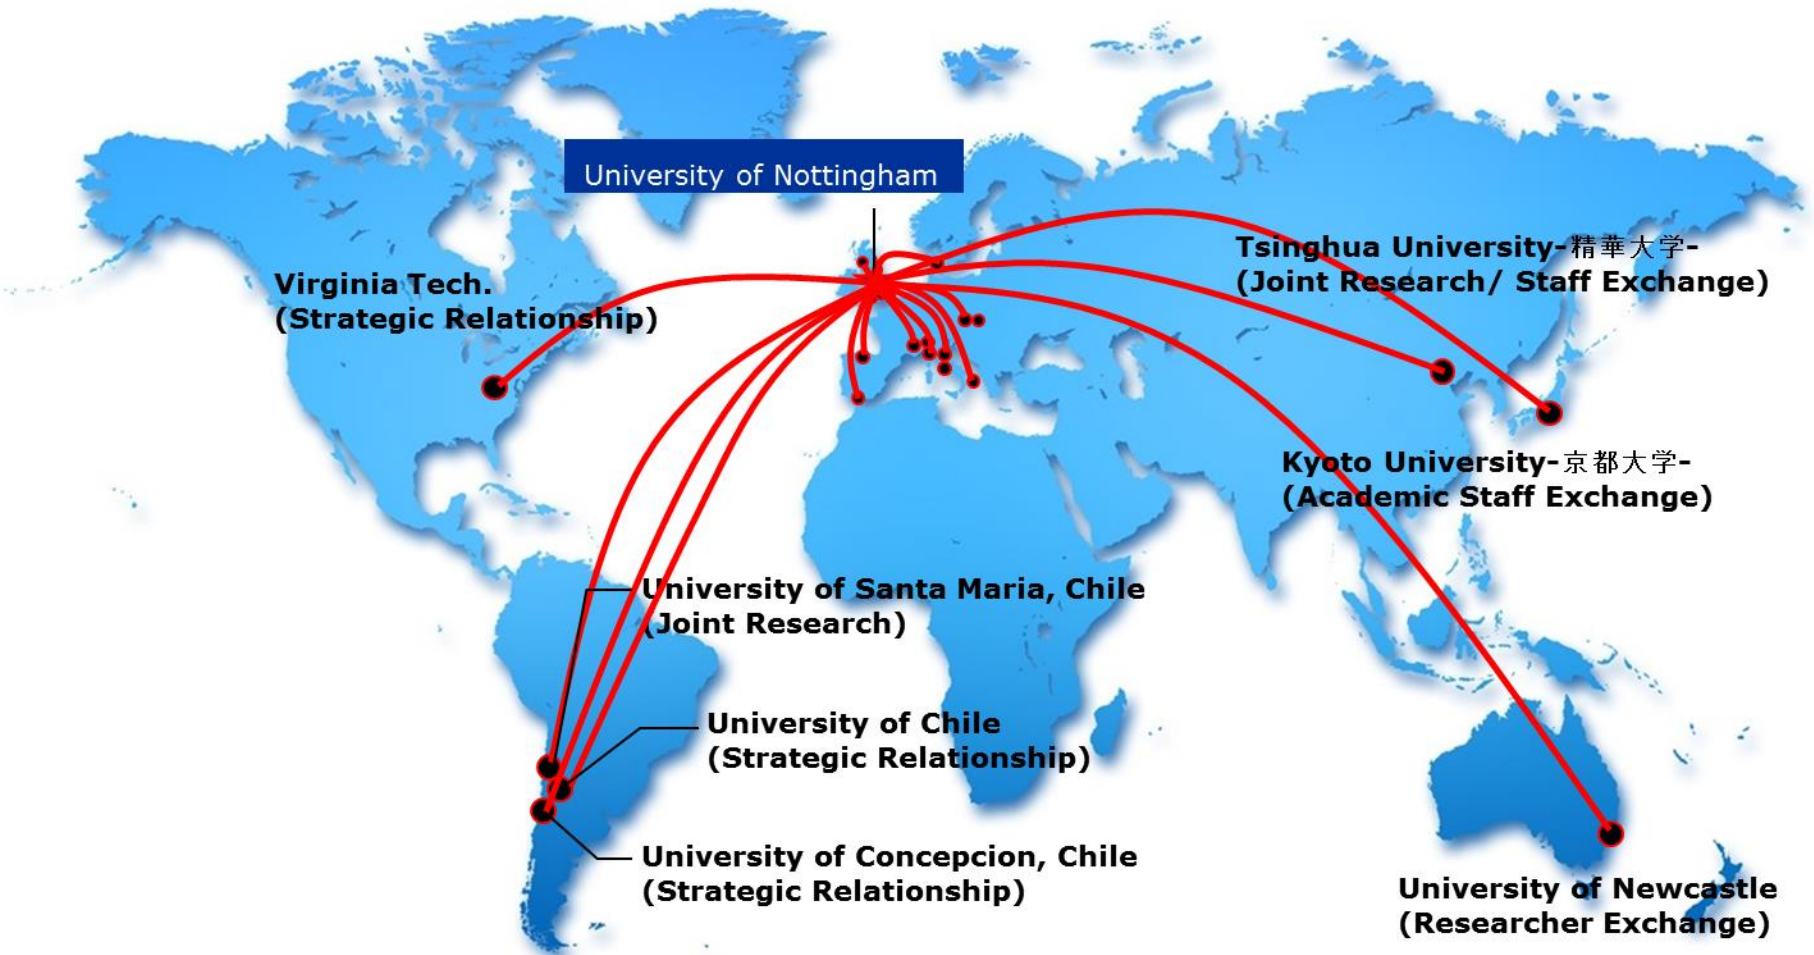 University of Nottingham
Tsinghua University-精華大学-
(Joint Research/ Staff Exchange)
Virginia Tech.
(Strategic Relationship)
Kyoto University-京都大学-
(Academic Staff Exchange)
University of Santa Maria, Chile
(Joint Research)
University of Chile
(Strategic Relationship)
University of Concepcion, Chile
(Strategic Relationship)
University of Newcastle
(Researcher Exchange)